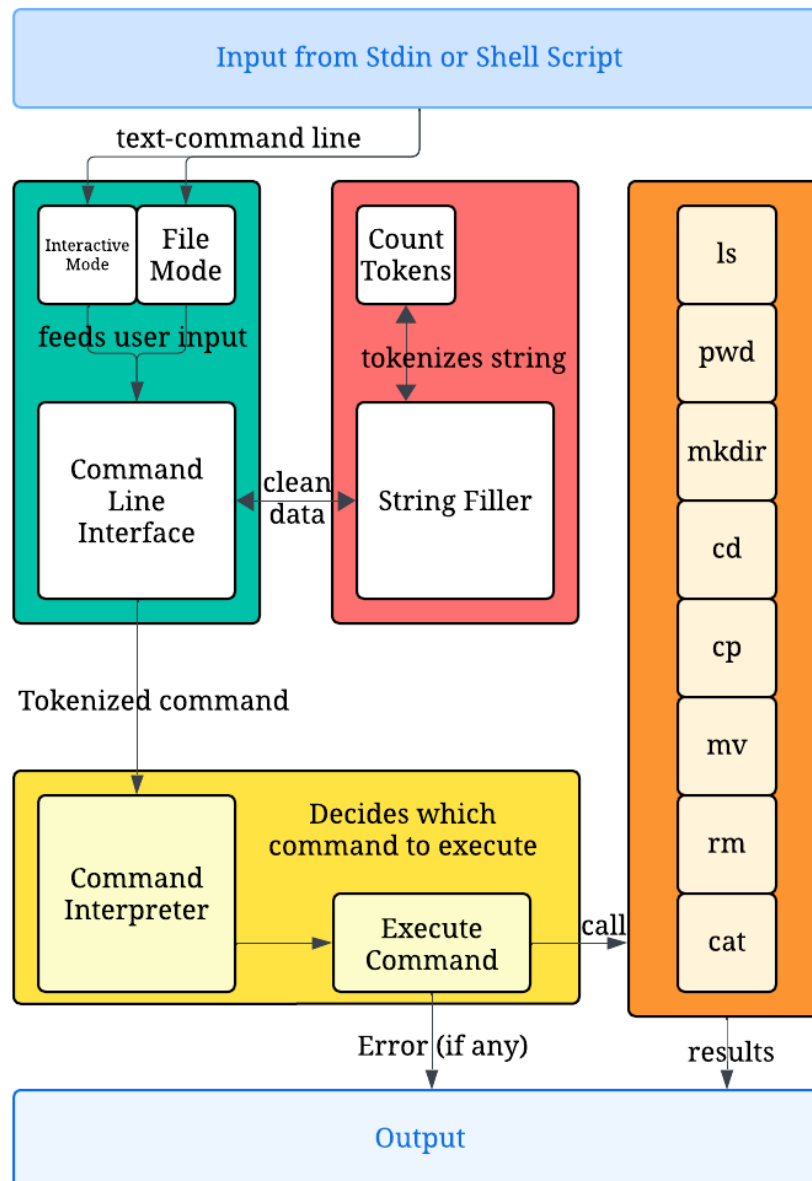 Input from Stdin or Shell Script
text-command line
Interactive
Mode
File
Mode
feeds user input
Command
Line
Interface
Count
Tokens
tokenizes string
String Filler
clean
data
ls
pwd
mkdir
cd
cp
mv
rm
cat
Tokenized command
Decides which
command to execute
Command
Interpreter
Execute
Command
call
Error (if any)
results
Output